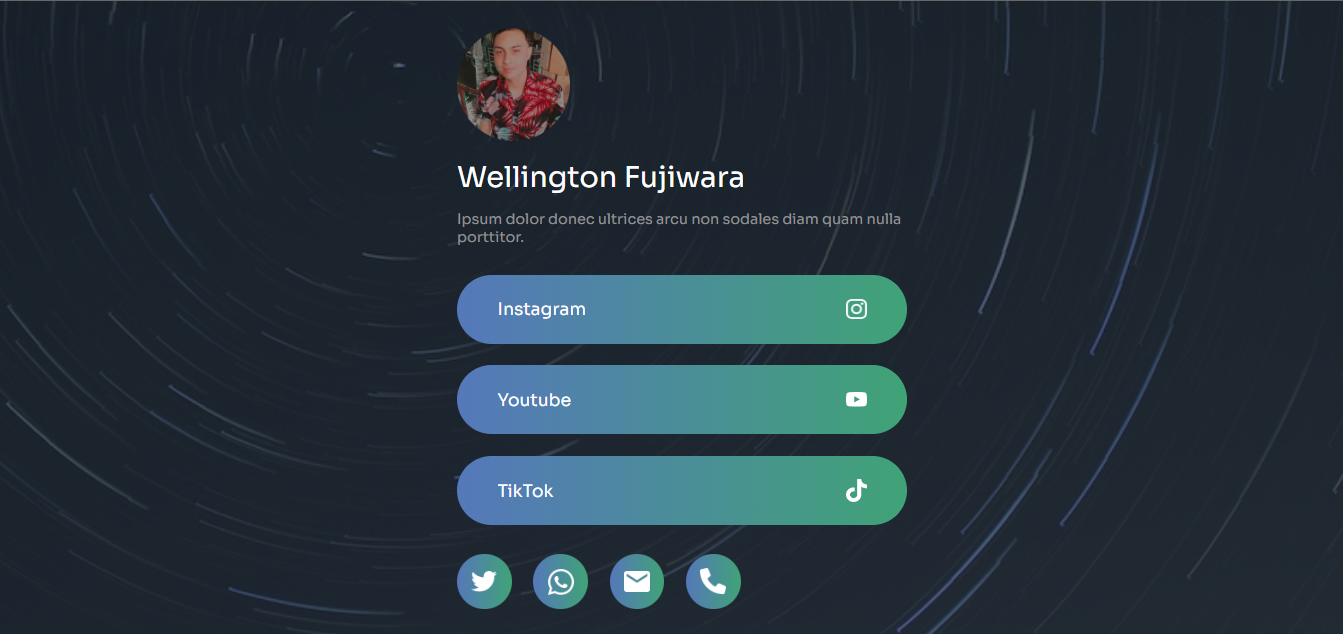 Wellington Fujiwara
Ipsum dolor donec ultrices arcu non sodales diam quam nulla
porttitor.
Instagram
Youtube
TikTok